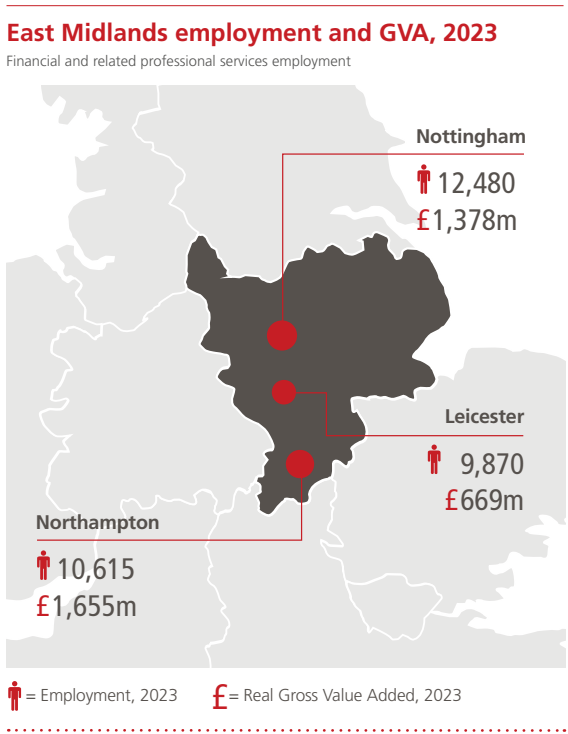 East Midlands employment and GVA, 2023
Financial and related professional services employment
Nottingham
12,480
£1,378m
Leicester
9,870
£669m
Northampton
10,615
£1,655m
= Employment, 2023
£ = Real Gross Value Added, 2023